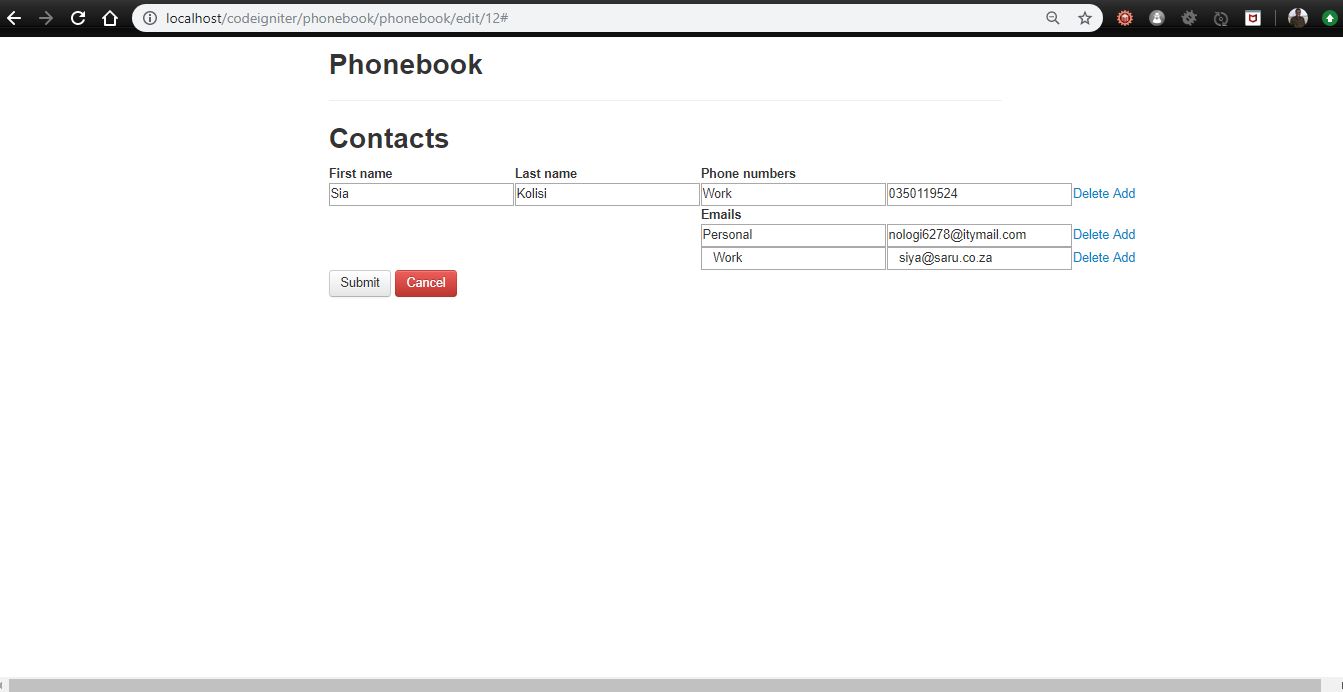 localhost/codeigniter/phonebook/phonebook/edit/12#
Phonebook
Contacts
First name Last name Phone numbers
Sia Kolisi Work 0350119524 Delete Add
Emails
Personal nologi6278@itymail.com Delete Add
Work siya@saru.co.za Delete Add
Submit Cancel